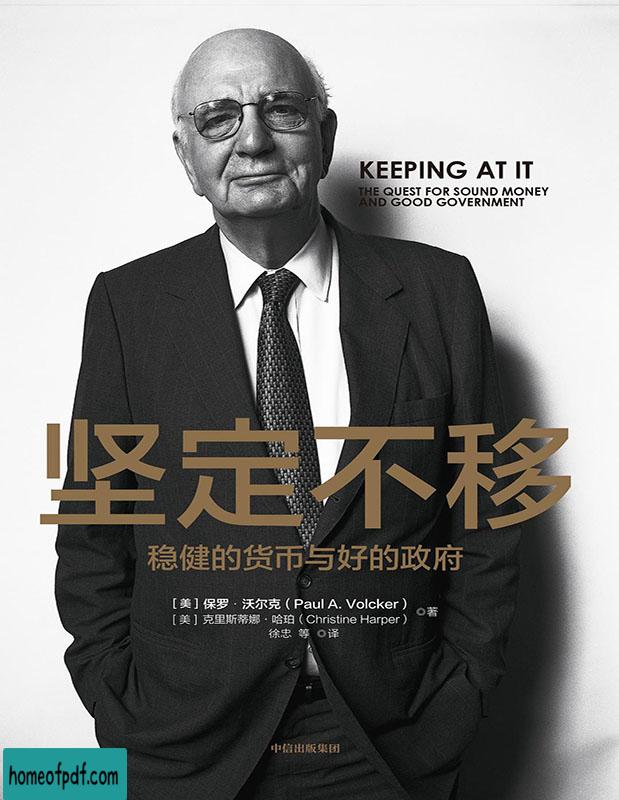 KEEPING AT IT
THE QUEST FOR SOUND MONEY
AND GOOD GOVERNMENT
坚定不移
稳健的货币与好的政府
［美］保罗·沃尔克（Paul A. Volcker）
［美］克里斯蒂娜·哈珀（Christine Harper）
◎著
徐忠 等 ◎译
中信出版集团
homeofpdf.com